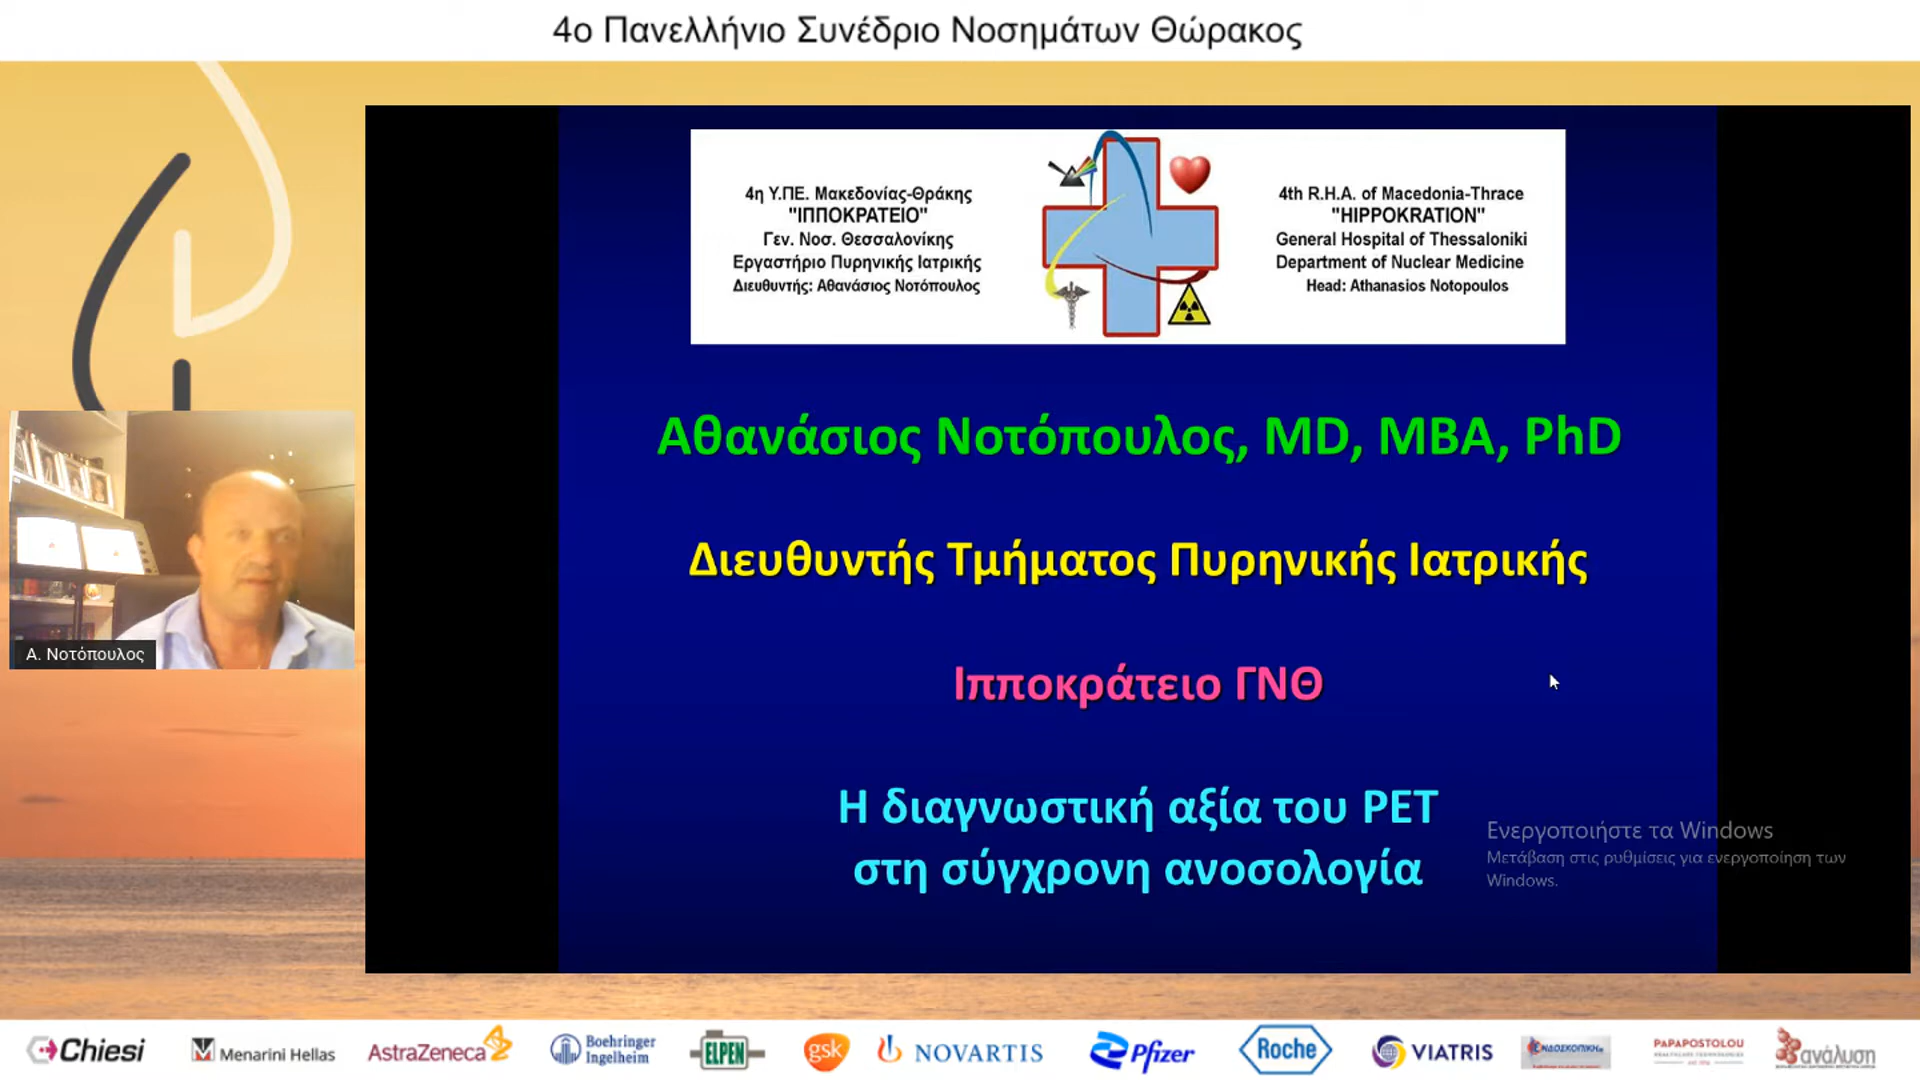 4ο Πανελλήνιο Συνέδριο Νοσημάτων Θώρακος
4η Υ.ΠΕ. Μακεδονίας-Θράκης
"ΙΠΠΟΚΡΑΤΕΙΟ"
Γεν. Νοσ. Θεσσαλονίκης
Εργαστήριο Πυρηνικής Ιατρικής
Διευθυντής: Αθανάσιος Νοτόπουλος
4th R.H.A. of Macedonia-Thrace
"HIPPOKRATION"
General Hospital of Thessaloniki
Department of Nuclear Medicine
Head: Athanasios Notopoulos
Αθανάσιος Νοτόπουλος, MD, MBA, PhD
Διευθυντής Τμήματος Πυρηνικής Ιατρικής
Ιπποκράτειο ΓΝΘ
Η διαγνωστική αξία του PET
στη σύγχρονη ανοσολογία
Ενεργοποιήστε τα Windows
Μετάβαση στις ρυθμίσεις για ενεργοποίηση των
Windows.
Α. Νοτόπουλος
Chiesi
Menarini Hellas
AstraZeneca
Boehringer
Ingelheim
ELPEN
gsk
NOVARTIS
Pfizer
Roche
VIATRIS
ΕΝΔΟΣΚΟΠΙΚΗ
PAPAPOSTOLOU
ανάλυση